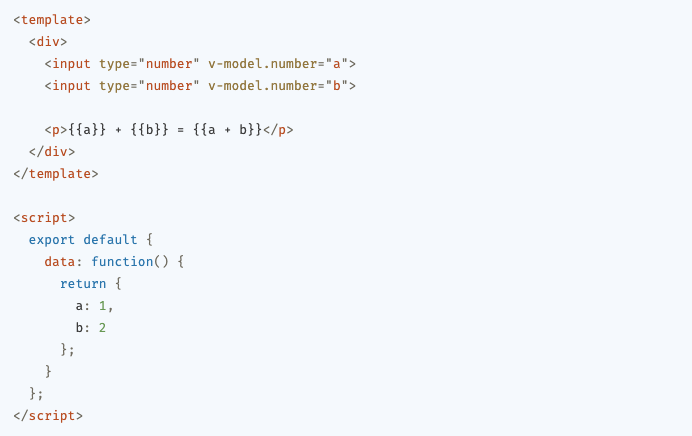 <template>
  <div>
    <input type="number" v-model.number="a">
    <input type="number" v-model.number="b">

    <p>{{a}} + {{b}} = {{a + b}}</p>
  </div>
</template>

<script>
  export default {
    data: function() {
      return {
        a: 1,
        b: 2
      };
    }
  };
</script>